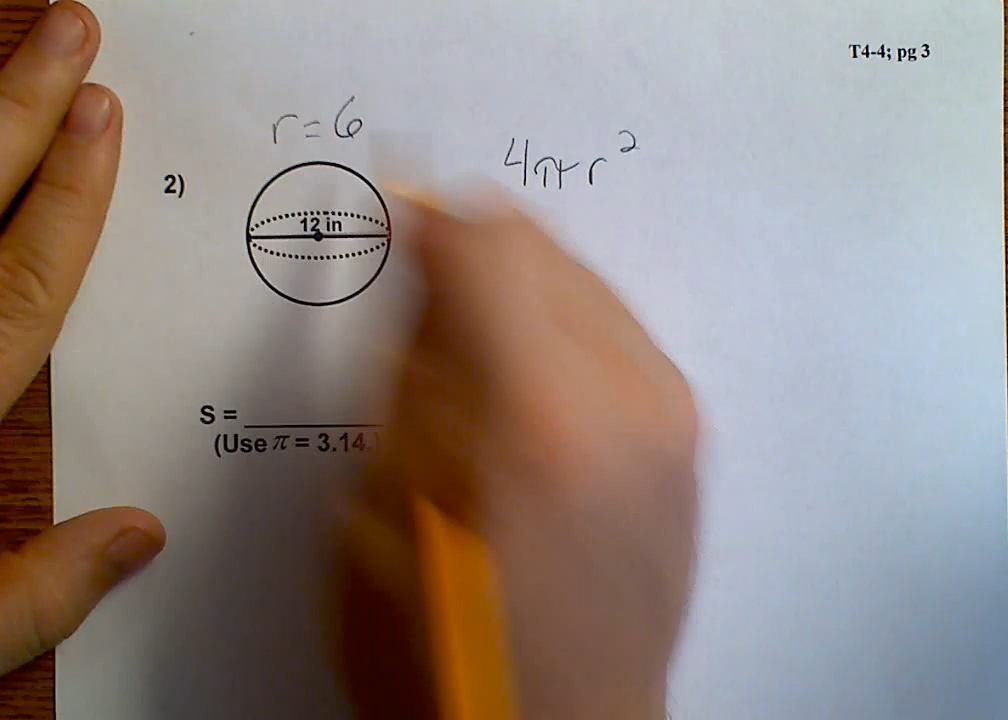 T4-4; pg 3
r = 6
4πr²
2)
12 in
S =
(Use π = 3.14.)